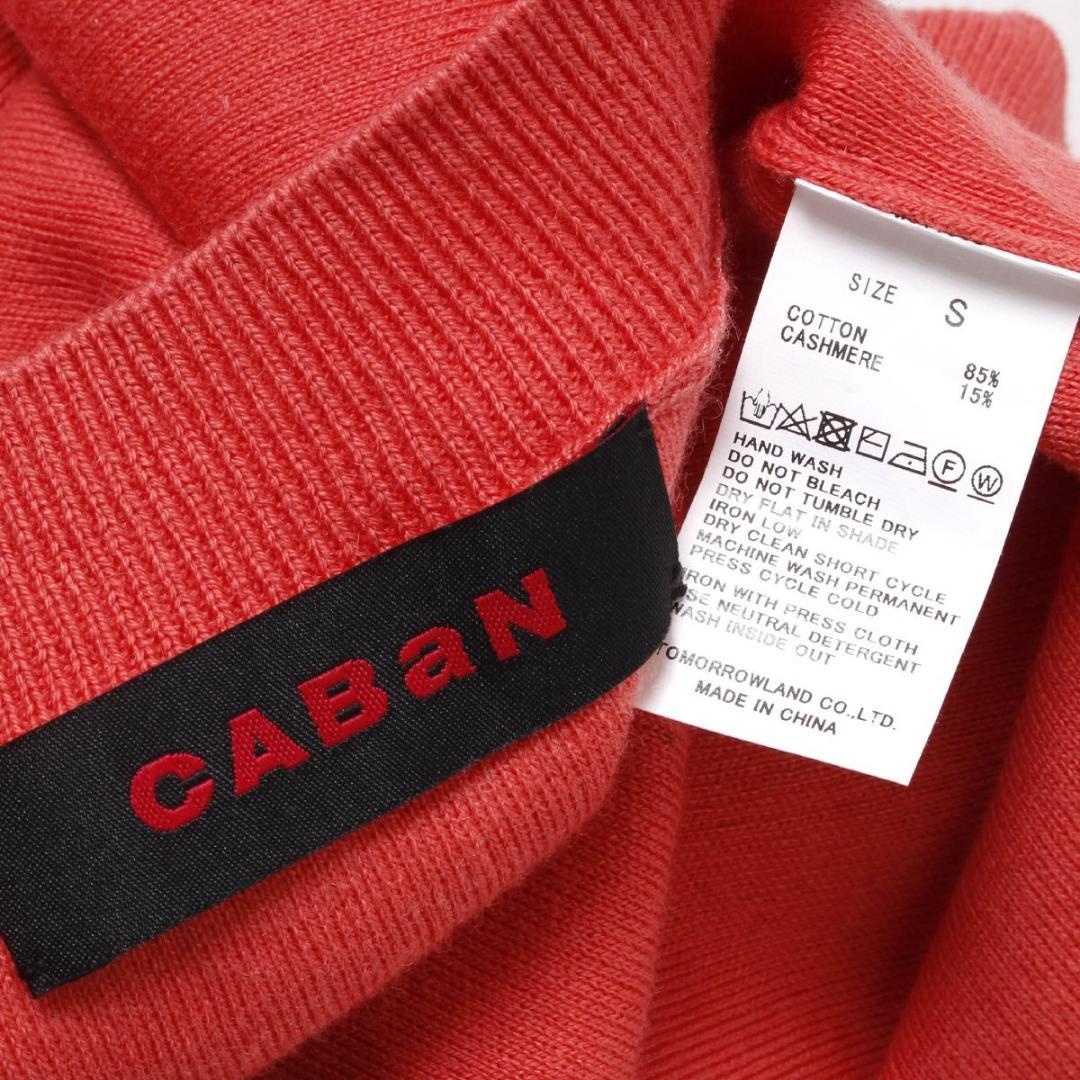 CABaN
SIZE S
COTTON 85%
CASHMERE 15%
F W
HAND WASH
DO NOT BLEACH
DO NOT TUMBLE DRY
DRY FLAT IN SHADE
IRON LOW
DRY CLEAN SHORT CYCLE
MACHINE WASH PERMANENT
PRESS CYCLE COLD
IRON WITH PRESS CLOTH
USE NEUTRAL DETERGENT
WASH INSIDE OUT
TOMORROWLAND CO.,LTD.
MADE IN CHINA